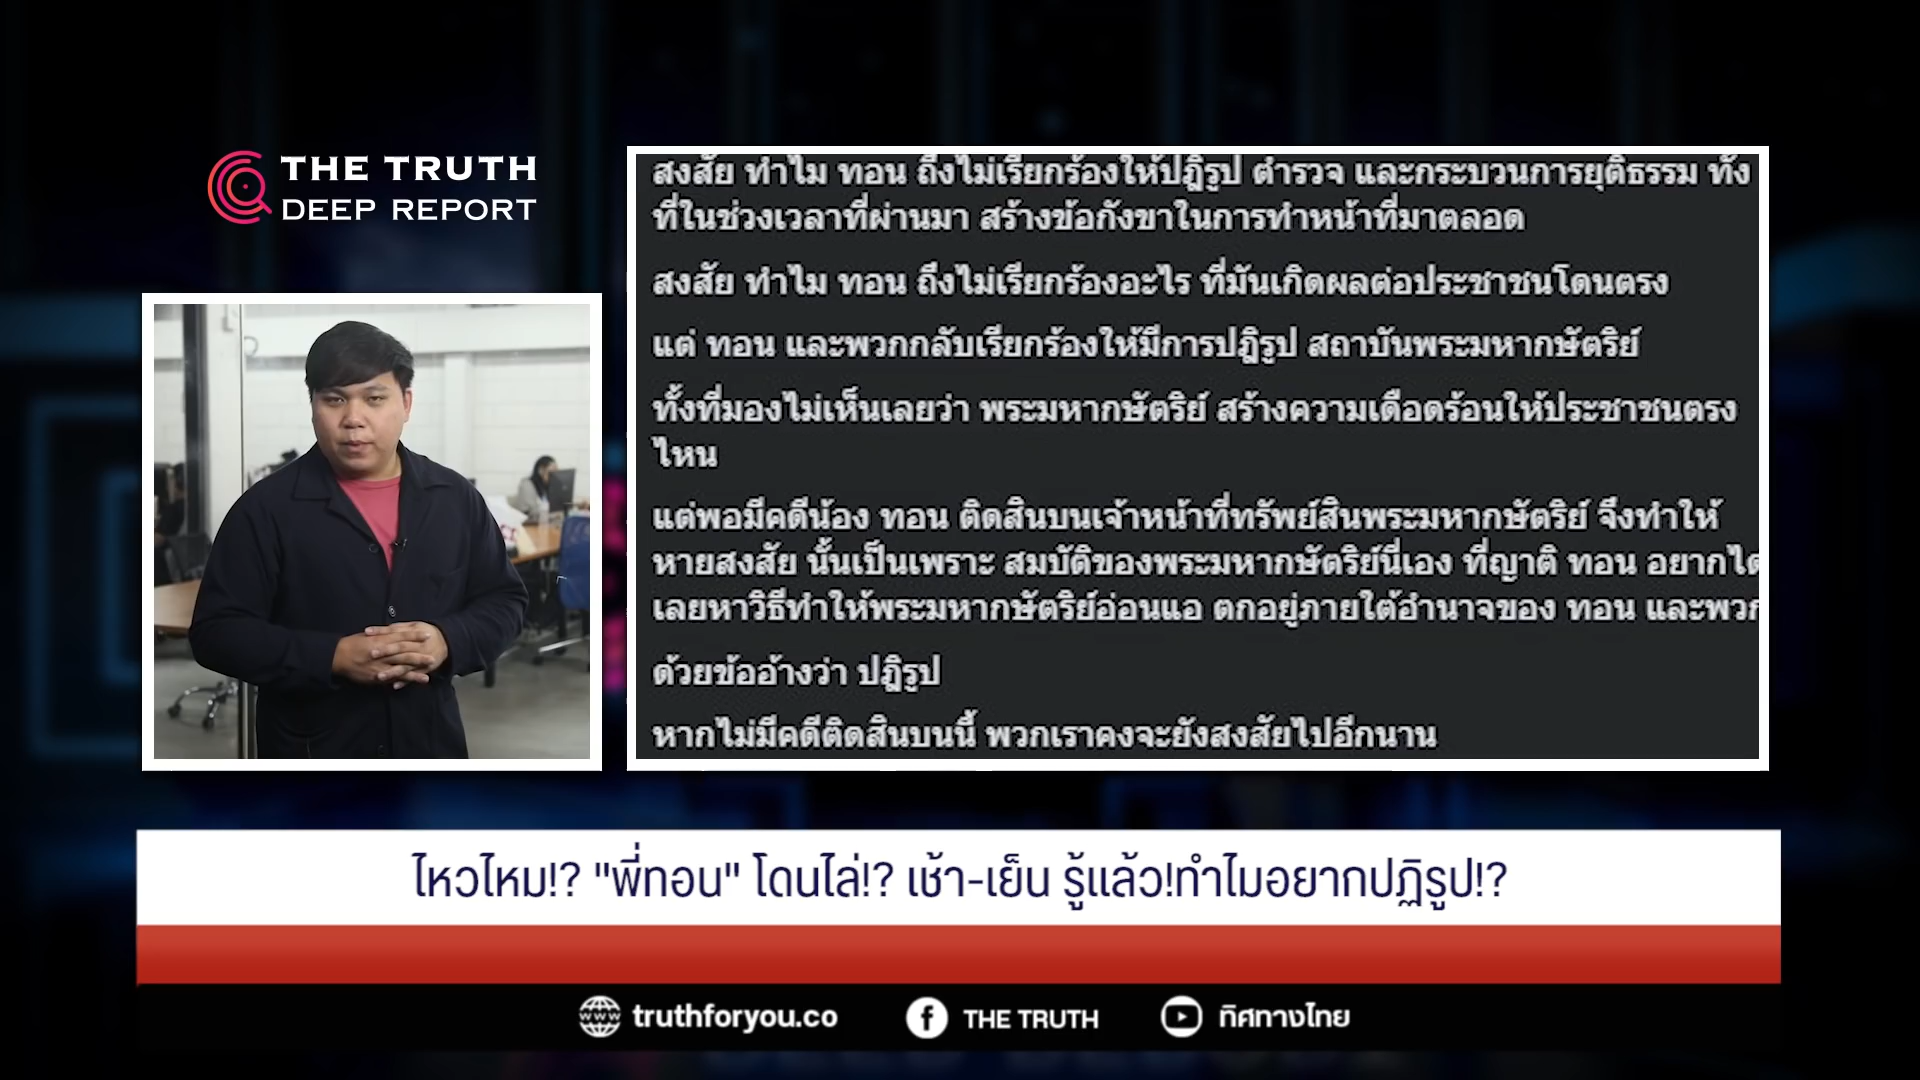 THE TRUTH
DEEP REPORT
สงสัย ทำไม ทอน ถึงไม่เรียกร้องให้ปฏิรูป ตำรวจ และกระบวนการยุติธรรม ทั้ง
ที่ในช่วงเวลาที่ผ่านมา สร้างข้อกังขาในการทำหน้าที่มาตลอด
สงสัย ทำไม ทอน ถึงไม่เรียกร้องอะไร ที่มันเกิดผลต่อประชาชนโดนตรง
แต่ ทอน และพวกกลับเรียกร้องให้มีการปฏิรูป สถาบันพระมหากษัตริย์
ทั้งที่มองไม่เห็นเลยว่า พระมหากษัตริย์ สร้างความเดือดร้อนให้ประชาชนตรง
ไหน
แต่พอมีคดีน้อง ทอน ติดสินบนเจ้าหน้าที่ทรัพย์สินพระมหากษัตริย์ จึงทำให้
หายสงสัย นั้นเป็นเพราะ สมบัติของพระมหากษัตริย์นี่เอง ที่ญาติ ทอน อยากได
เลยหาวิธีทำให้พระมหากษัตริย์อ่อนแอ ตกอยู่ภายใต้อำนาจของ ทอน และพวก
ด้วยข้ออ้างว่า ปฏิรูป
หากไม่มีคดีติดสินบนนี้ พวกเราคงจะยังสงสัยไปอีกนาน
ไหวไหม!? "พี่ทอน" โดนไล่!? เช้า-เย็น รู้แล้ว!ทำไมอยากปฏิรูป!?
www truthforyou.co
THE TRUTH
ทิศทางไทย